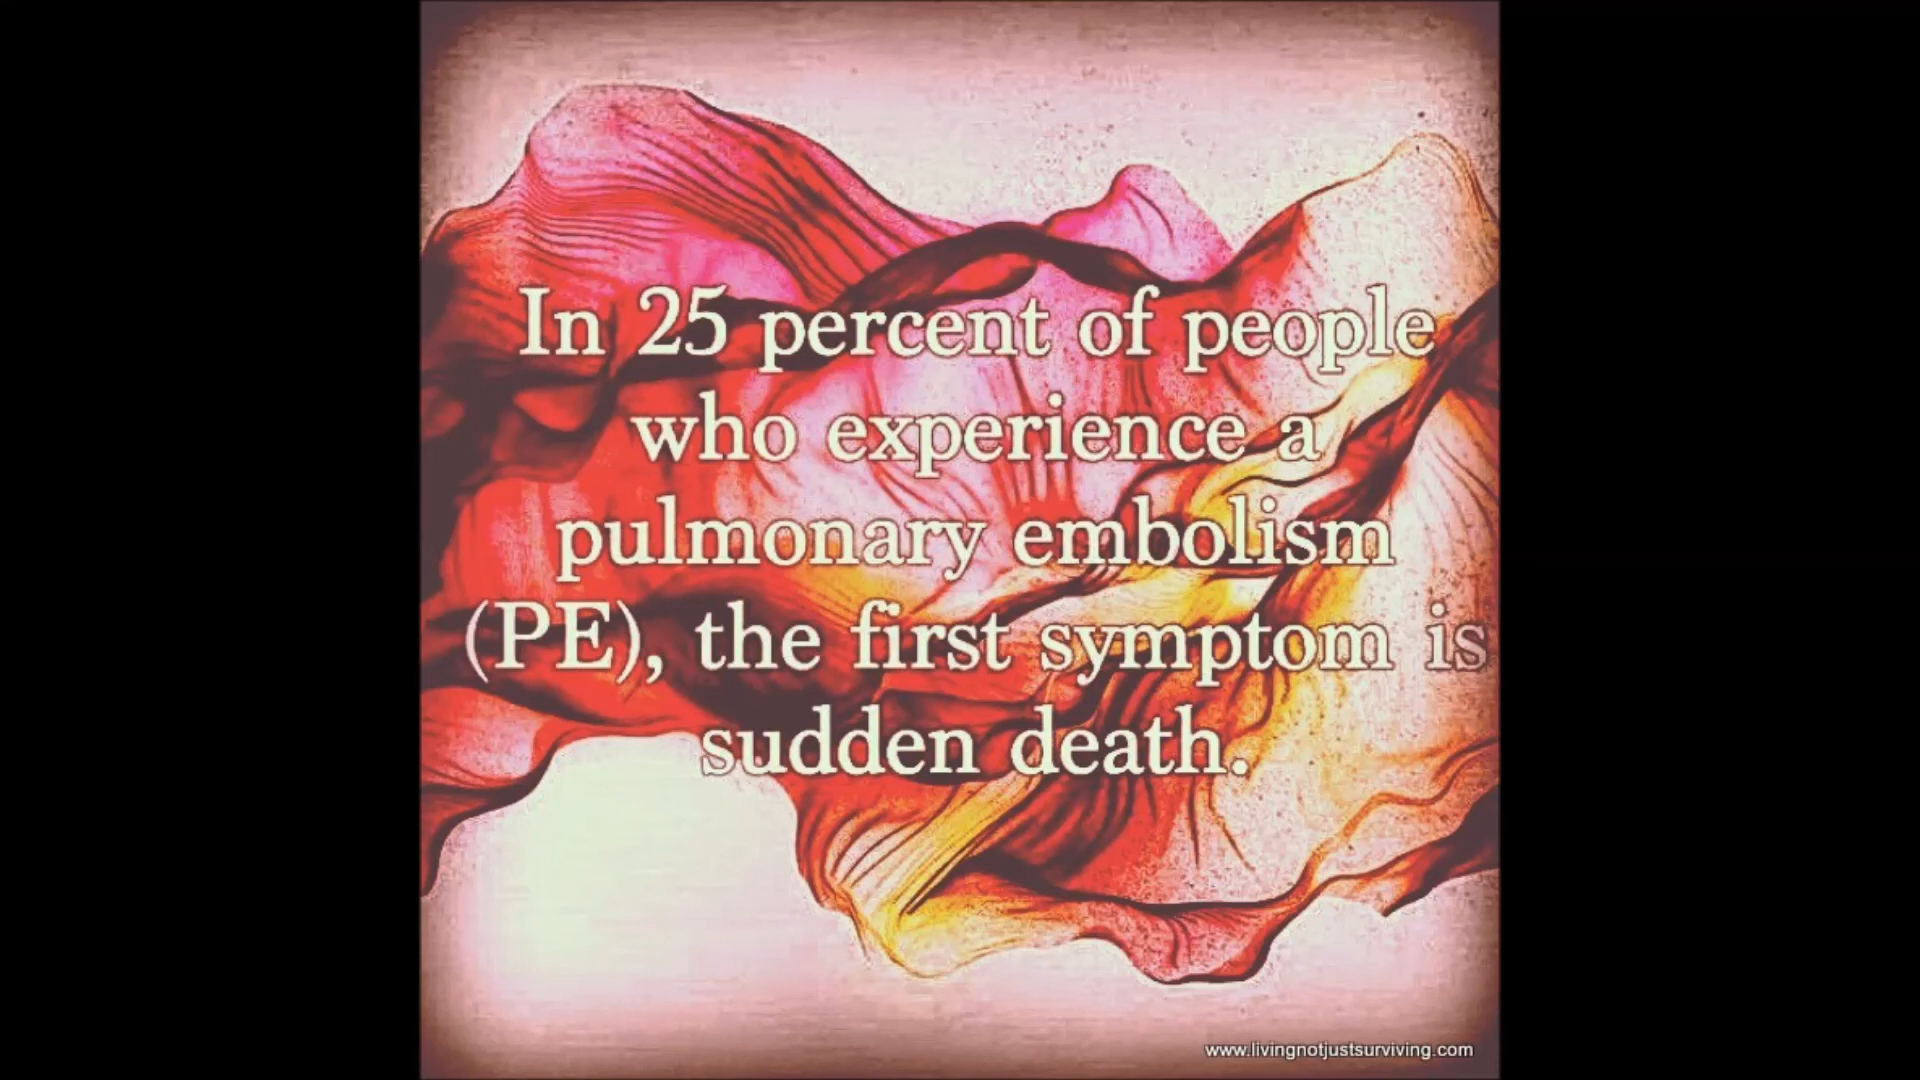 In 25 percent of people
who experience a
pulmonary embolism
(PE), the first symptom is
sudden death.
www.livingnotjustsurviving.com